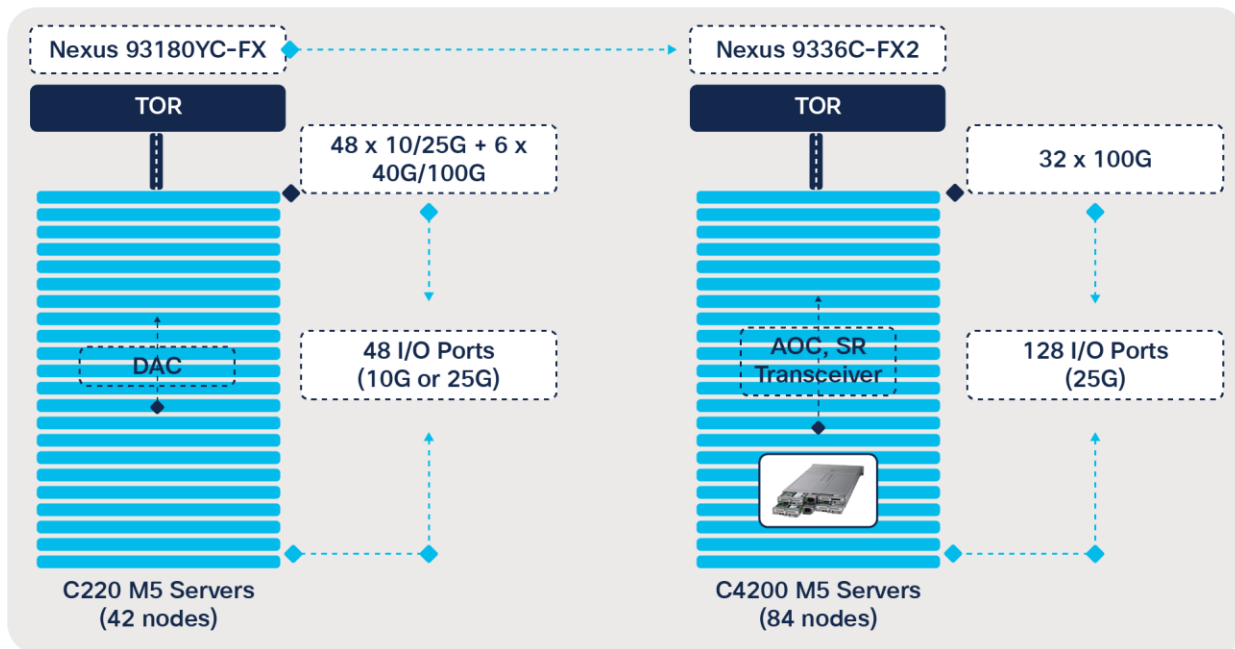 Nexus 93180YC-FX
TOR
48 x 10/25G + 6 x
40G/100G
DAC
48 I/O Ports
(10G or 25G)
C220 M5 Servers
(42 nodes)
Nexus 9336C-FX2
TOR
32 x 100G
AOC, SR
Transceiver
128 I/O Ports
(25G)
C4200 M5 Servers
(84 nodes)